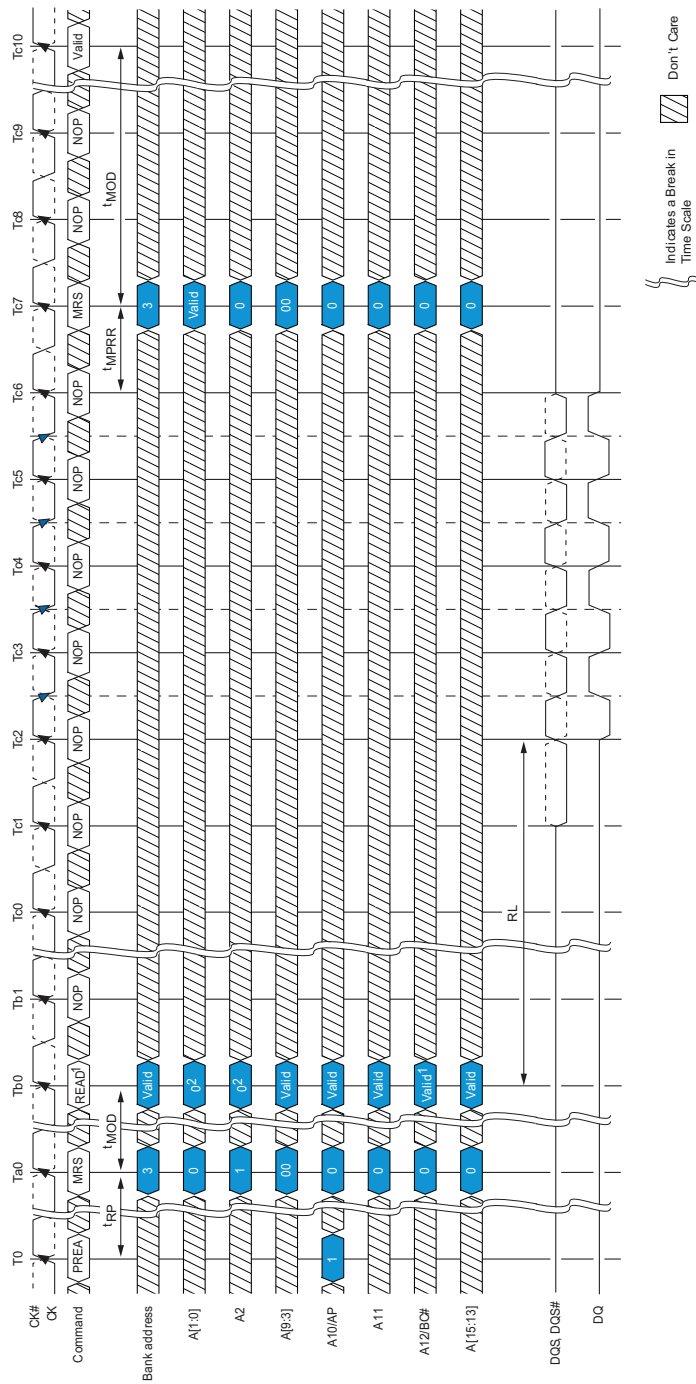 T0 Ta0 Tb0 Tb1 Tc0 Tc1 Tc2 Tc3 Tc4 Tc5 Tc6 Tc7 Tc8 Tc9 Tc10
CK#
CK
Command PREA MRS READ1 NOP NOP NOP NOP NOP NOP NOP NOP MRS NOP NOP Valid
tRP tMOD tMPRR tMOD
Bank address 3 Valid 3
A[1:0] 0 02 Valid
A2 1 02 0
A[9:3] 00 Valid 00
A10/AP 1 0 Valid 0
A11 0 Valid 0
A12/BC# 0 Valid1 0
A[15:13] 0 Valid 0
RL
DQS, DQS#
DQ
Indicates a Break in
Time Scale
Don't Care